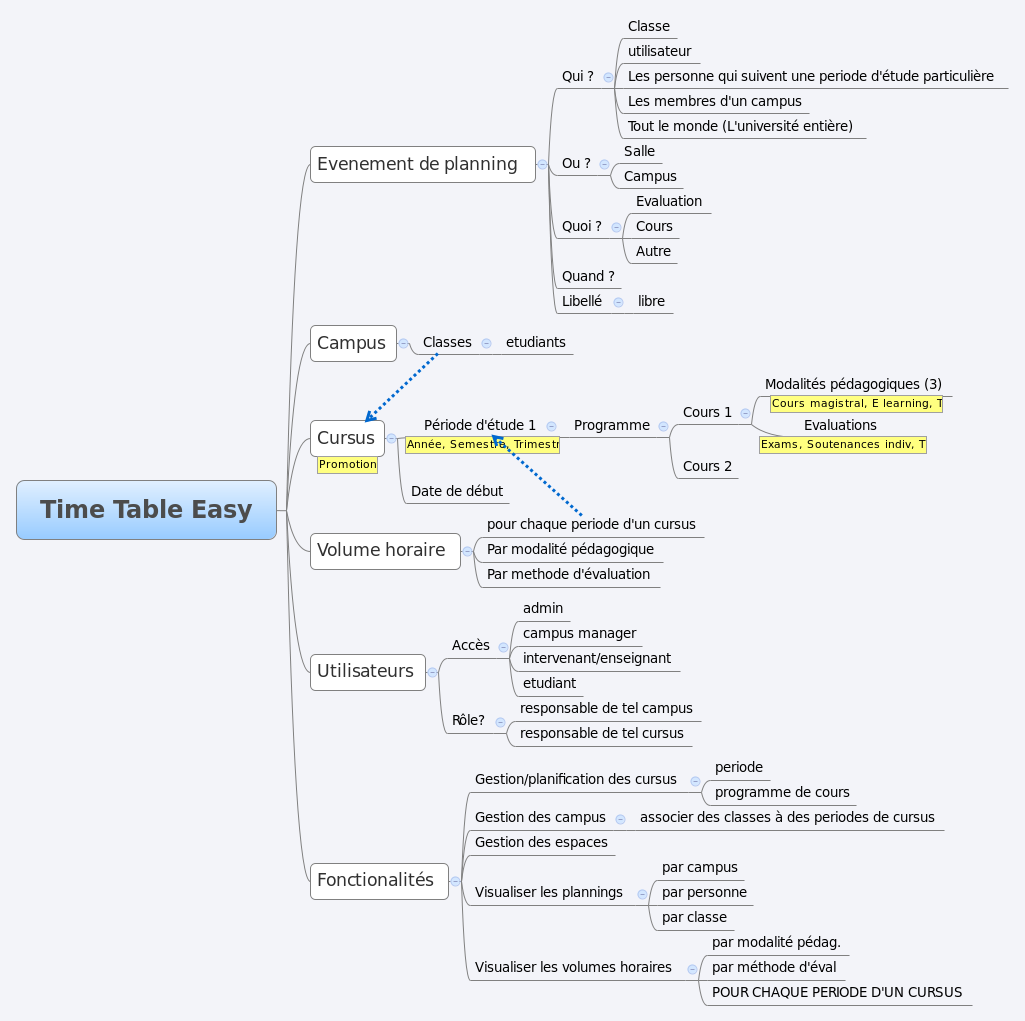 Time Table Easy
Evenement de planning
Qui ?
Classe
utilisateur
Les personne qui suivent une periode d'étude particulière
Les membres d'un campus
Tout le monde (L'université entière)
Ou ?
Salle
Campus
Quoi ?
Evaluation
Cours
Autre
Quand ?
Libellé
libre
Campus
Classes
etudiants
Cursus
Promotion
Période d'étude 1
Année, Semestre, Trimestr
Programme
Cours 1
Modalités pédagogiques (3)
Cours magistral, E learning, T
Evaluations
Exams, Soutenances indiv, T
Cours 2
Date de début
Volume horaire
pour chaque periode d'un cursus
Par modalité pédagogique
Par methode d'évaluation
Utilisateurs
Accès
admin
campus manager
intervenant/enseignant
etudiant
Rôle?
responsable de tel campus
responsable de tel cursus
Fonctionalités
Gestion/planification des cursus
periode
programme de cours
Gestion des campus
associer des classes à des periodes de cursus
Gestion des espaces
Visualiser les plannings
par campus
par personne
par classe
Visualiser les volumes horaires
par modalité pédag.
par méthode d'éval
POUR CHAQUE PERIODE D'UN CURSUS